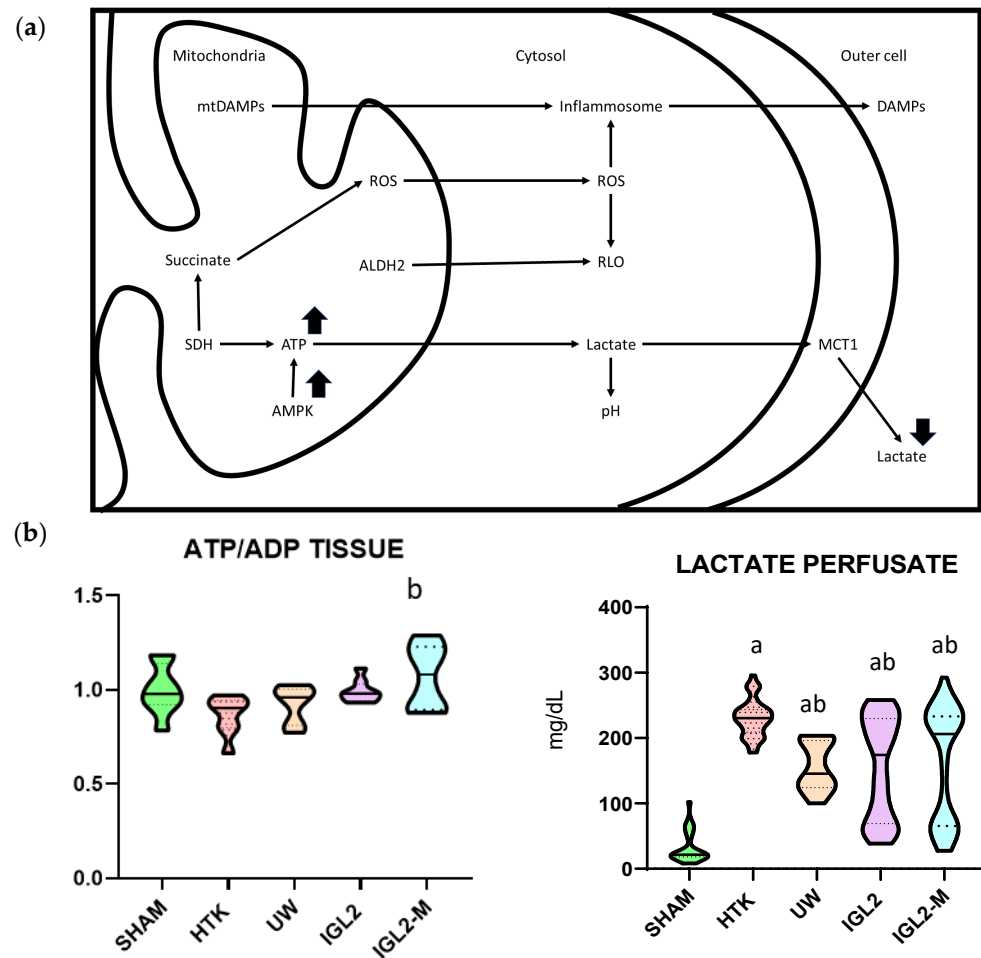 (a)
Mitochondria Cytosol Outer cell
mtDAMPs Inflammosome DAMPs
ROS ROS
Succinate ALDH2 RLO
SDH ATP Lactate MCT1
AMPK pH
Lactate
(b)
ATP/ADP TISSUE
b
1.5
1.0
0.5
0.0
SHAM
HTK
UW
IGL2
IGL2-M
LACTATE PERFUSATE
mg/dL
400
300
200
100
0
a
ab
ab
ab
SHAM
HTK
UW
IGL2
IGL2-M